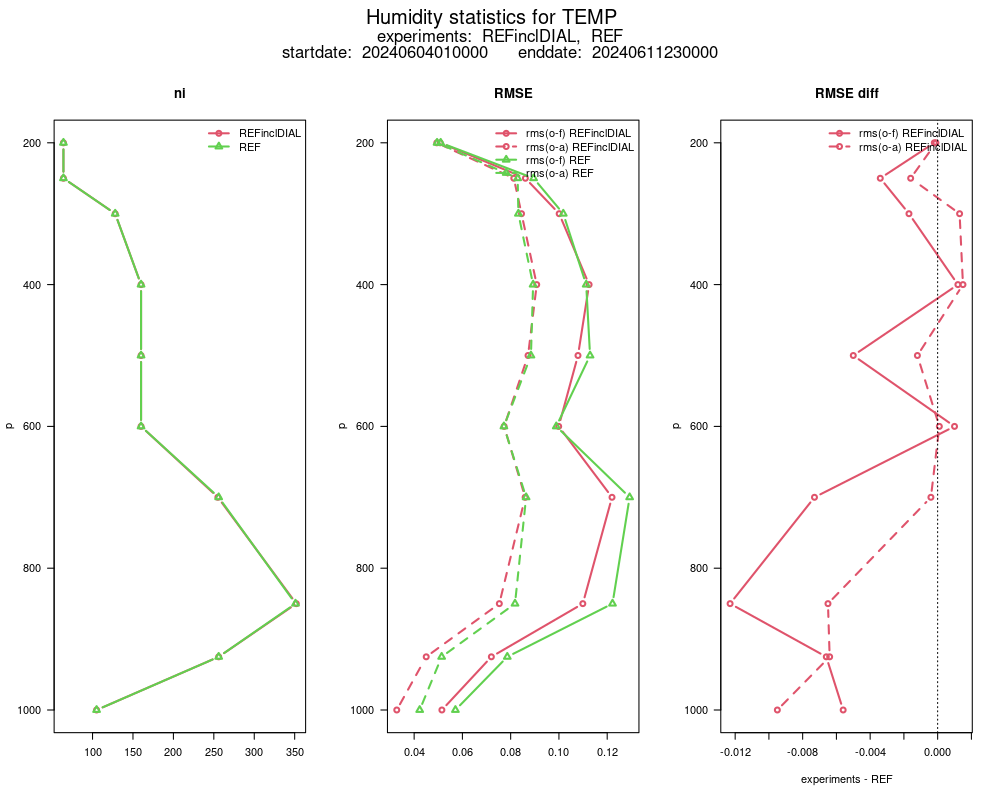 Humidity statistics for TEMP
experiments:  REFinclDIAL,  REF
startdate:  20240604010000      enddate:  20240611230000
ni
REFinclDIAL
REF
p
200
400
600
800
1000
100
150
200
250
300
350
RMSE
rms(o-f) REFinclDIAL
rms(o-a) REFinclDIAL
rms(o-f) REF
rms(o-a) REF
p
200
400
600
800
1000
0.04
0.06
0.08
0.10
0.12
RMSE diff
rms(o-f) REFinclDIAL
rms(o-a) REFinclDIAL
p
200
400
600
800
1000
-0.012
-0.008
-0.004
0.000
experiments - REF